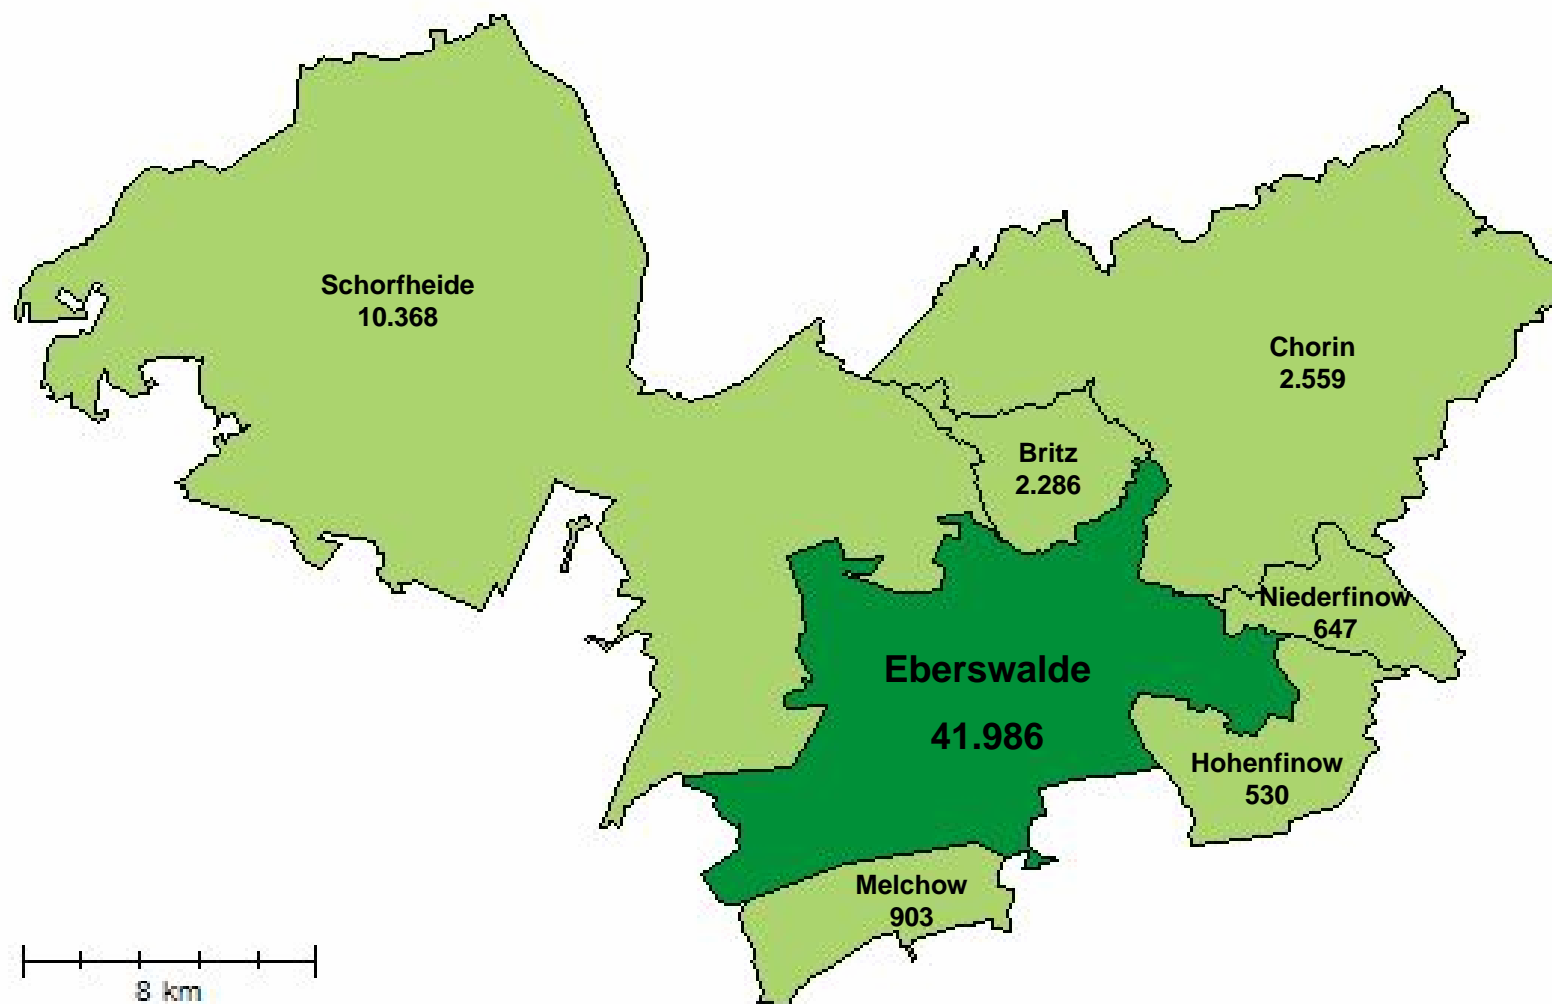 Schorfheide
10.368
Chorin
2.559
Britz
2.286
Niederfinow
647
Eberswalde
41.986
Hohenfinow
530
Melchow
903
8 km